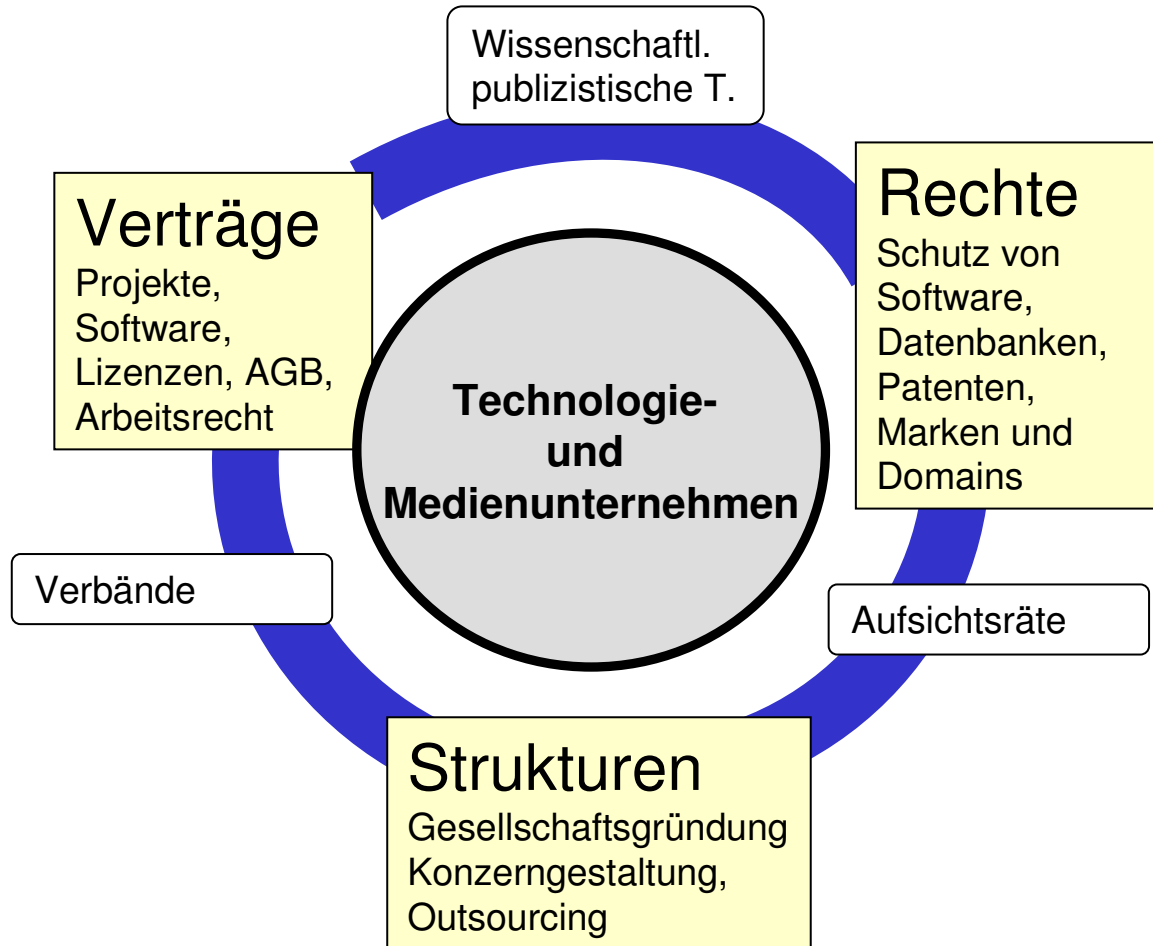 Wissenschaftl.
publizistische T.
Verträge
Projekte,
Software,
Lizenzen, AGB,
Arbeitsrecht
Rechte
Schutz von
Software,
Datenbanken,
Patenten,
Marken und
Domains
Technologie-
und
Medienunternehmen
Verbände
Aufsichtsräte
Strukturen
Gesellschaftsgründung
Konzerngestaltung,
Outsourcing